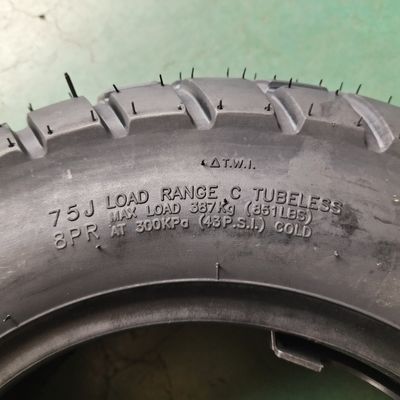 △T.W.I.
75J LOAD RANGE C TUBELESS
MAX LOAD 387Kg (851LBS)
8PR AT 300KPa (43P.S.I.) COLD